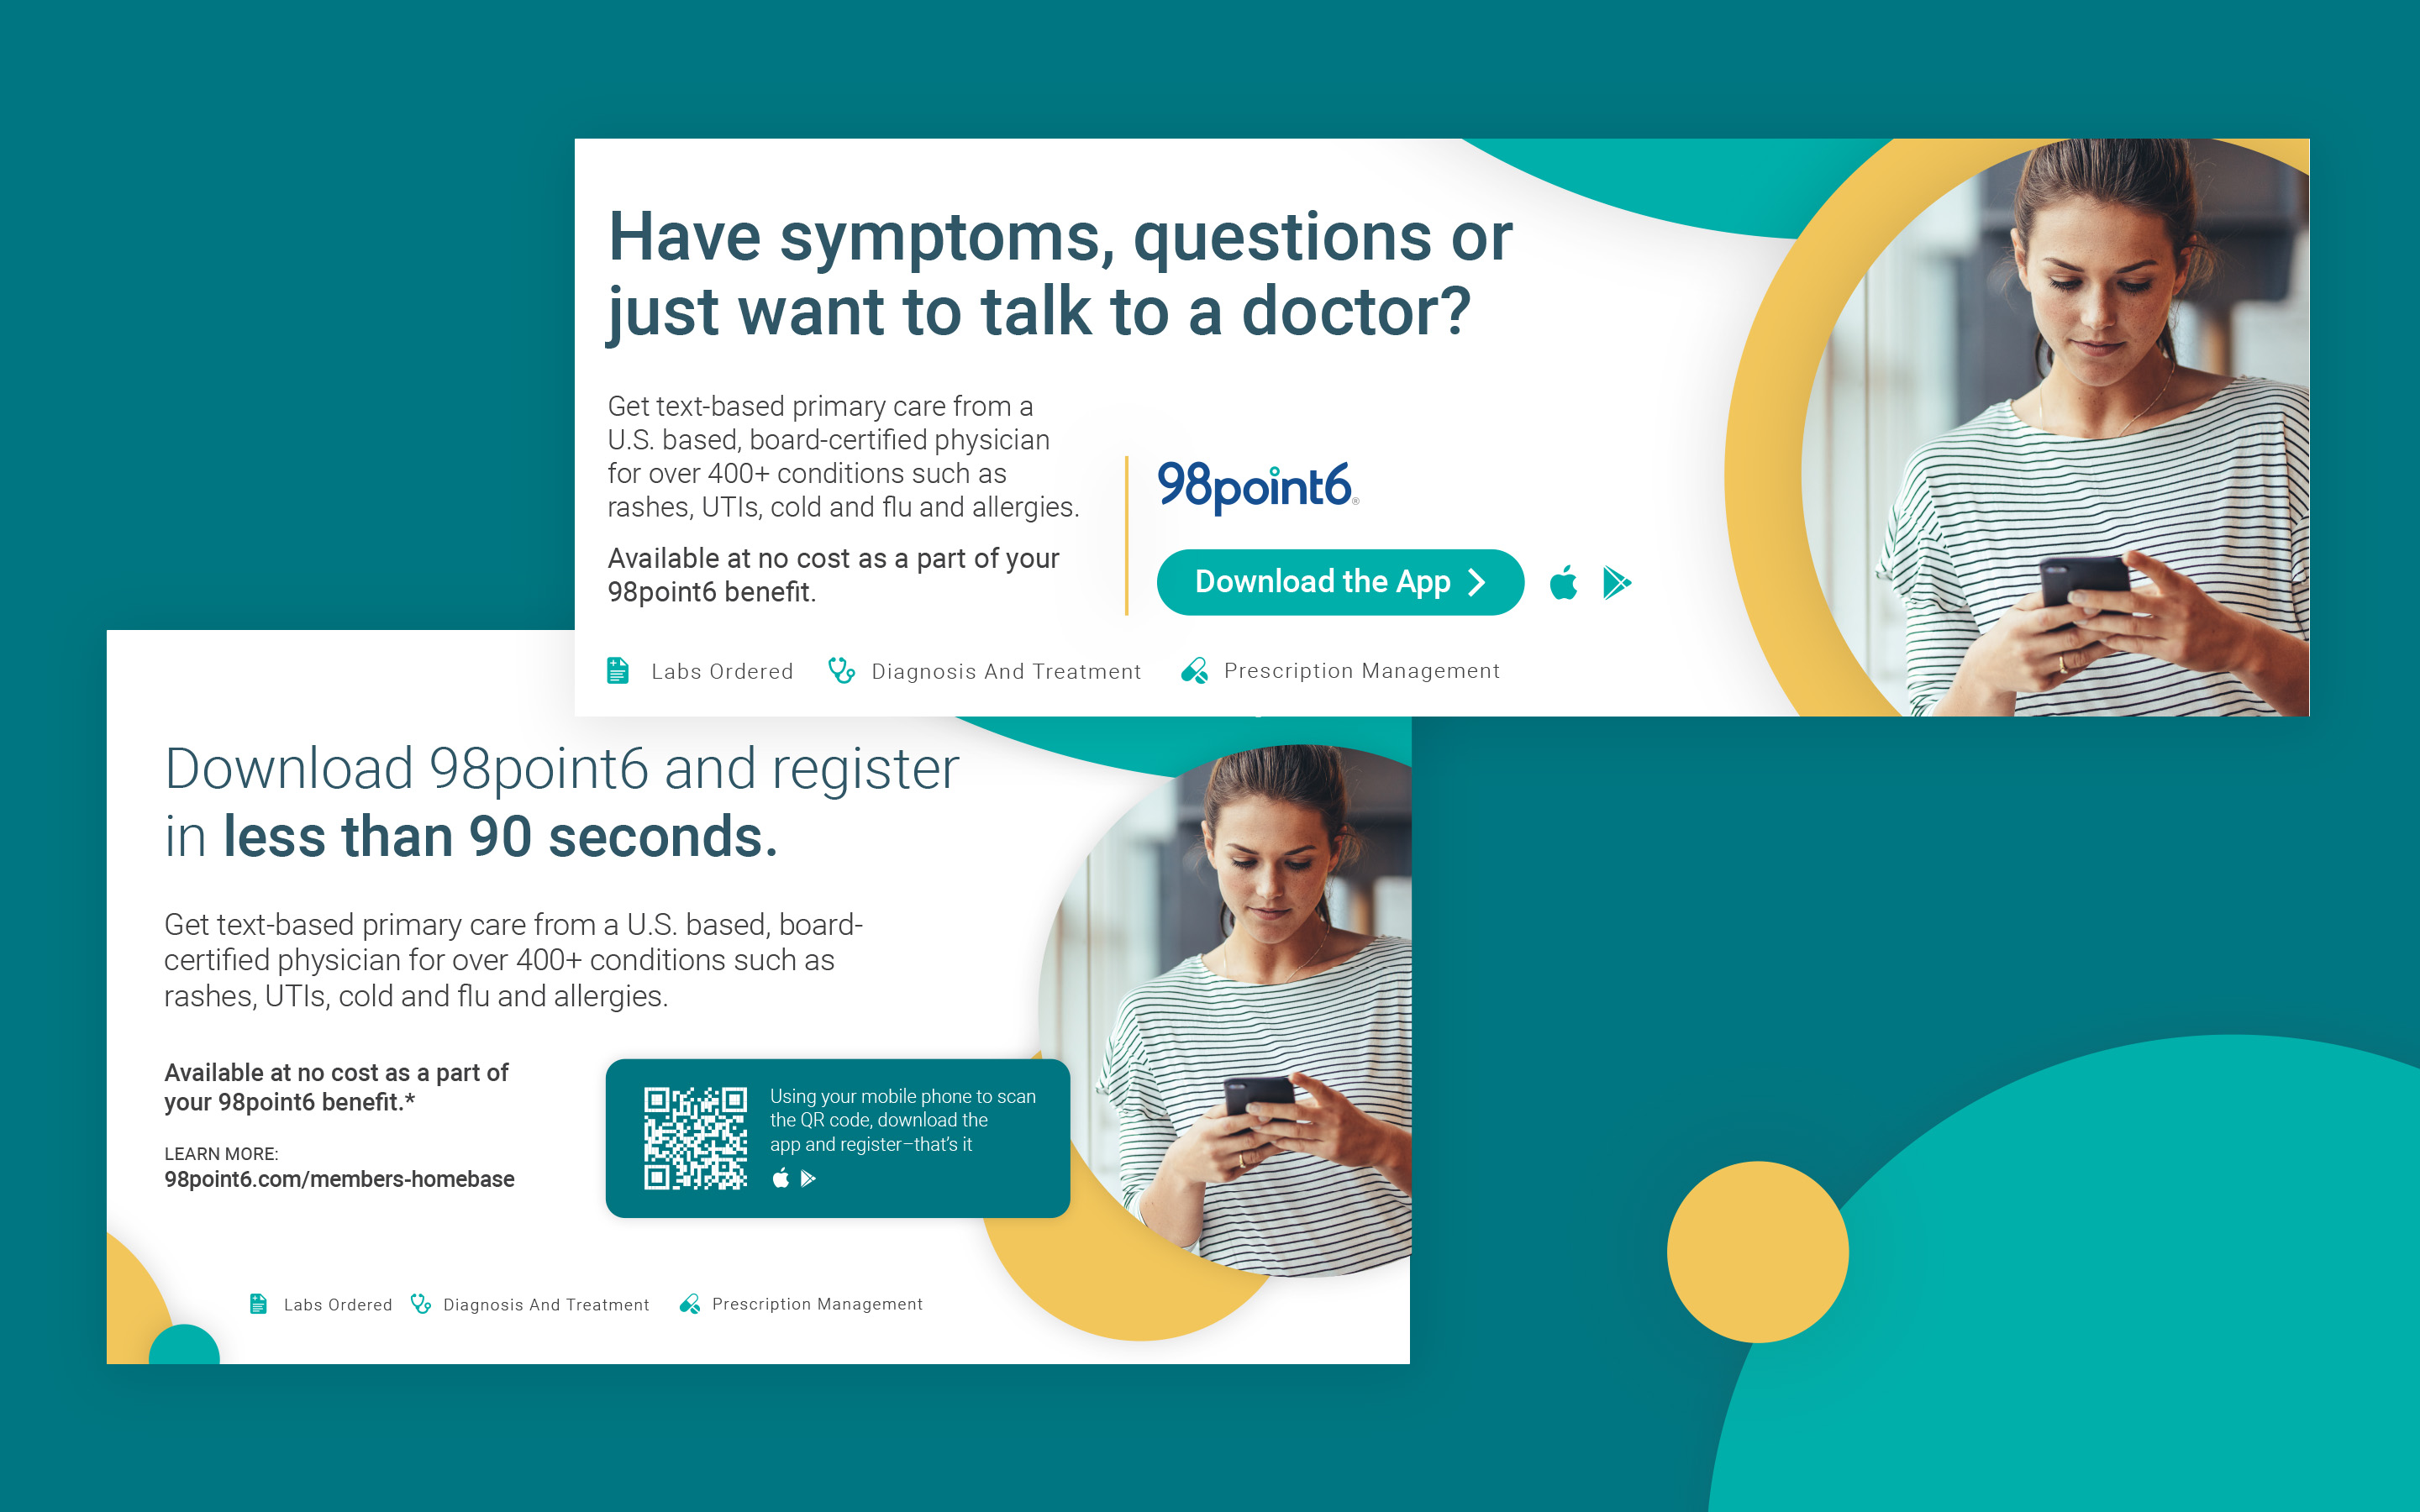 Have symptoms, questions or
just want to talk to a doctor?
Get text-based primary care from a
U.S. based, board-certified physician
for over 400+ conditions such as
rashes, UTIs, cold and flu and allergies.
Available at no cost as a part of your
98point6 benefit.
98point6®
Download the App
Labs Ordered
Diagnosis And Treatment
Prescription Management
Download 98point6 and register
in less than 90 seconds.
Get text-based primary care from a U.S. based, board-
certified physician for over 400+ conditions such as
rashes, UTIs, cold and flu and allergies.
Available at no cost as a part of
your 98point6 benefit.*
LEARN MORE:
98point6.com/members-homebase
Using your mobile phone to scan
the QR code, download the
app and register–that's it
Labs Ordered
Diagnosis And Treatment
Prescription Management